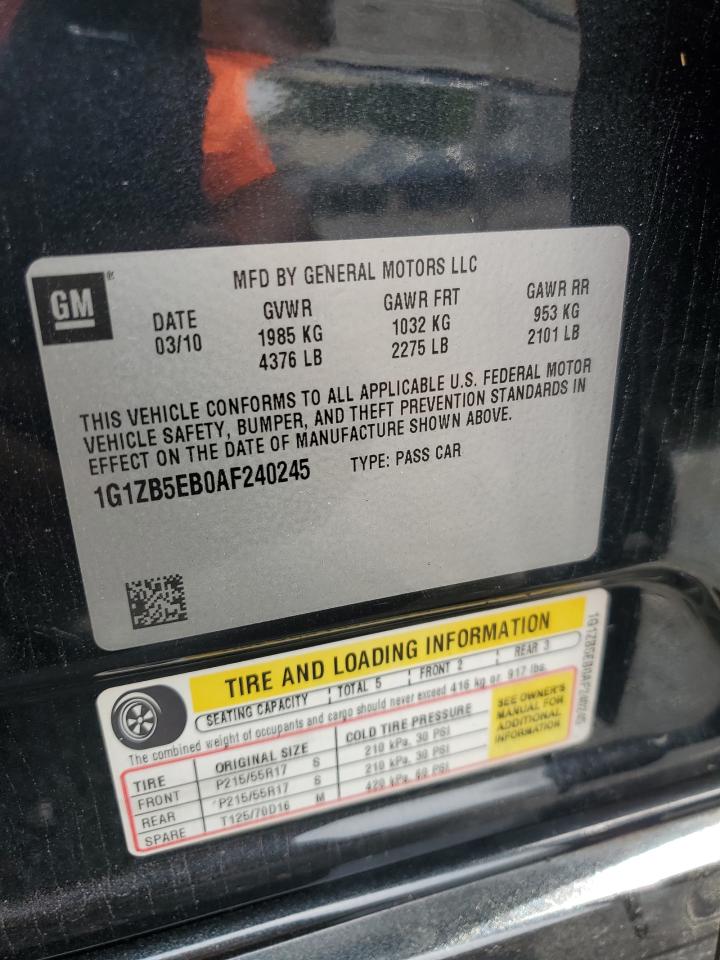 GM ®
MFD BY GENERAL MOTORS LLC
DATE GVWR GAWR FRT GAWR RR
03/10 1985 KG 1032 KG 953 KG
4376 LB 2275 LB 2101 LB
THIS VEHICLE CONFORMS TO ALL APPLICABLE U.S. FEDERAL MOTOR
VEHICLE SAFETY, BUMPER, AND THEFT PREVENTION STANDARDS IN
EFFECT ON THE DATE OF MANUFACTURE SHOWN ABOVE.
1G1ZB5EB0AF240245 TYPE: PASS CAR
TIRE AND LOADING INFORMATION
SEATING CAPACITY TOTAL 5 FRONT 2 REAR 3
The combined weight of occupants and cargo should never exceed 416 kg or 917 lbs.
TIRE ORIGINAL SIZE COLD TIRE PRESSURE
FRONT P215/55R17 S 210 kPa, 30 PSI
REAR P215/55R17 S 210 kPa, 30 PSI
SPARE T125/70D16 M 420 kPa, 60 PSI
SEE OWNER'S
MANUAL FOR
ADDITIONAL
INFORMATION
1G1ZB5EB0AF240245